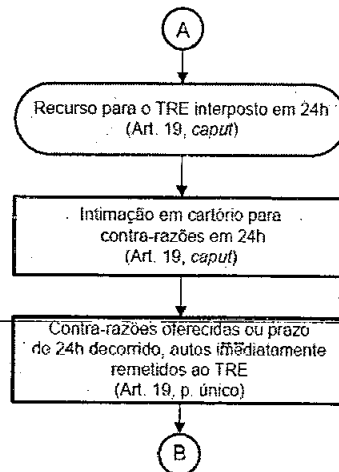 A
Recurso para o TRE interposto em 24h
(Art. 19, caput)
Intimação em cartório para
contra-razões em 24h
(Art. 19, caput)
Contra-razões oferecidas ou prazo
de 24h decorrido, autos imediatamente
remetidos ao TRE
(Art. 19, p. único)
B